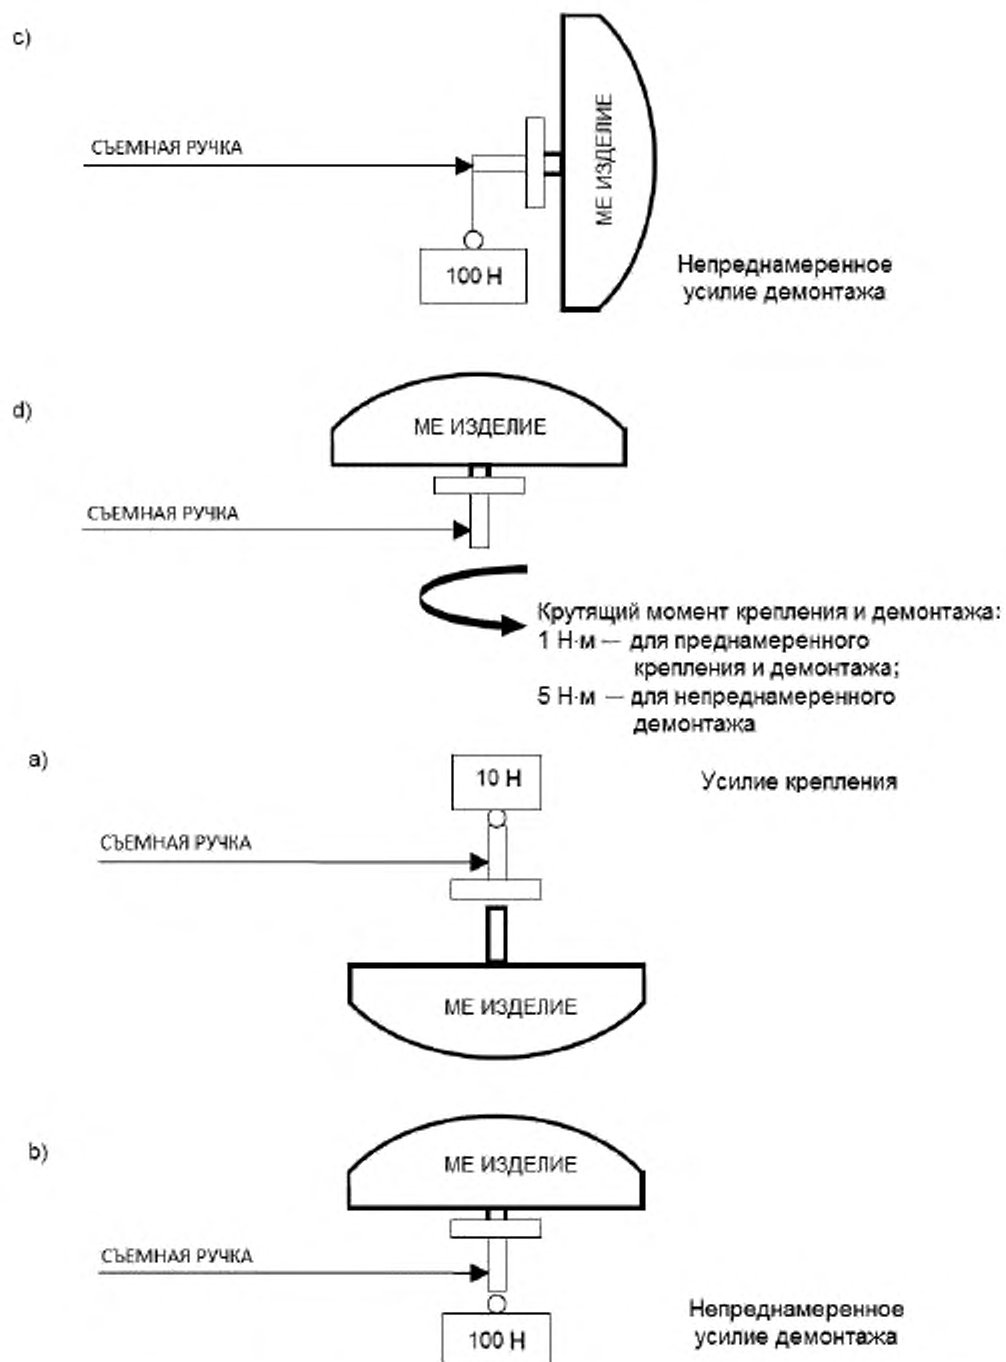 c)
СЪЕМНАЯ РУЧКА
МЕ ИЗДЕЛИЕ
100 Н
Непреднамеренное
усилие демонтажа
d)
МЕ ИЗДЕЛИЕ
СЪЕМНАЯ РУЧКА
Крутящий момент крепления и демонтажа:
1 Н·м — для преднамеренного
крепления и демонтажа;
5 Н·м — для непреднамеренного
демонтажа
a)
10 Н
Усилие крепления
СЪЕМНАЯ РУЧКА
МЕ ИЗДЕЛИЕ
b)
МЕ ИЗДЕЛИЕ
СЪЕМНАЯ РУЧКА
100 Н
Непреднамеренное
усилие демонтажа